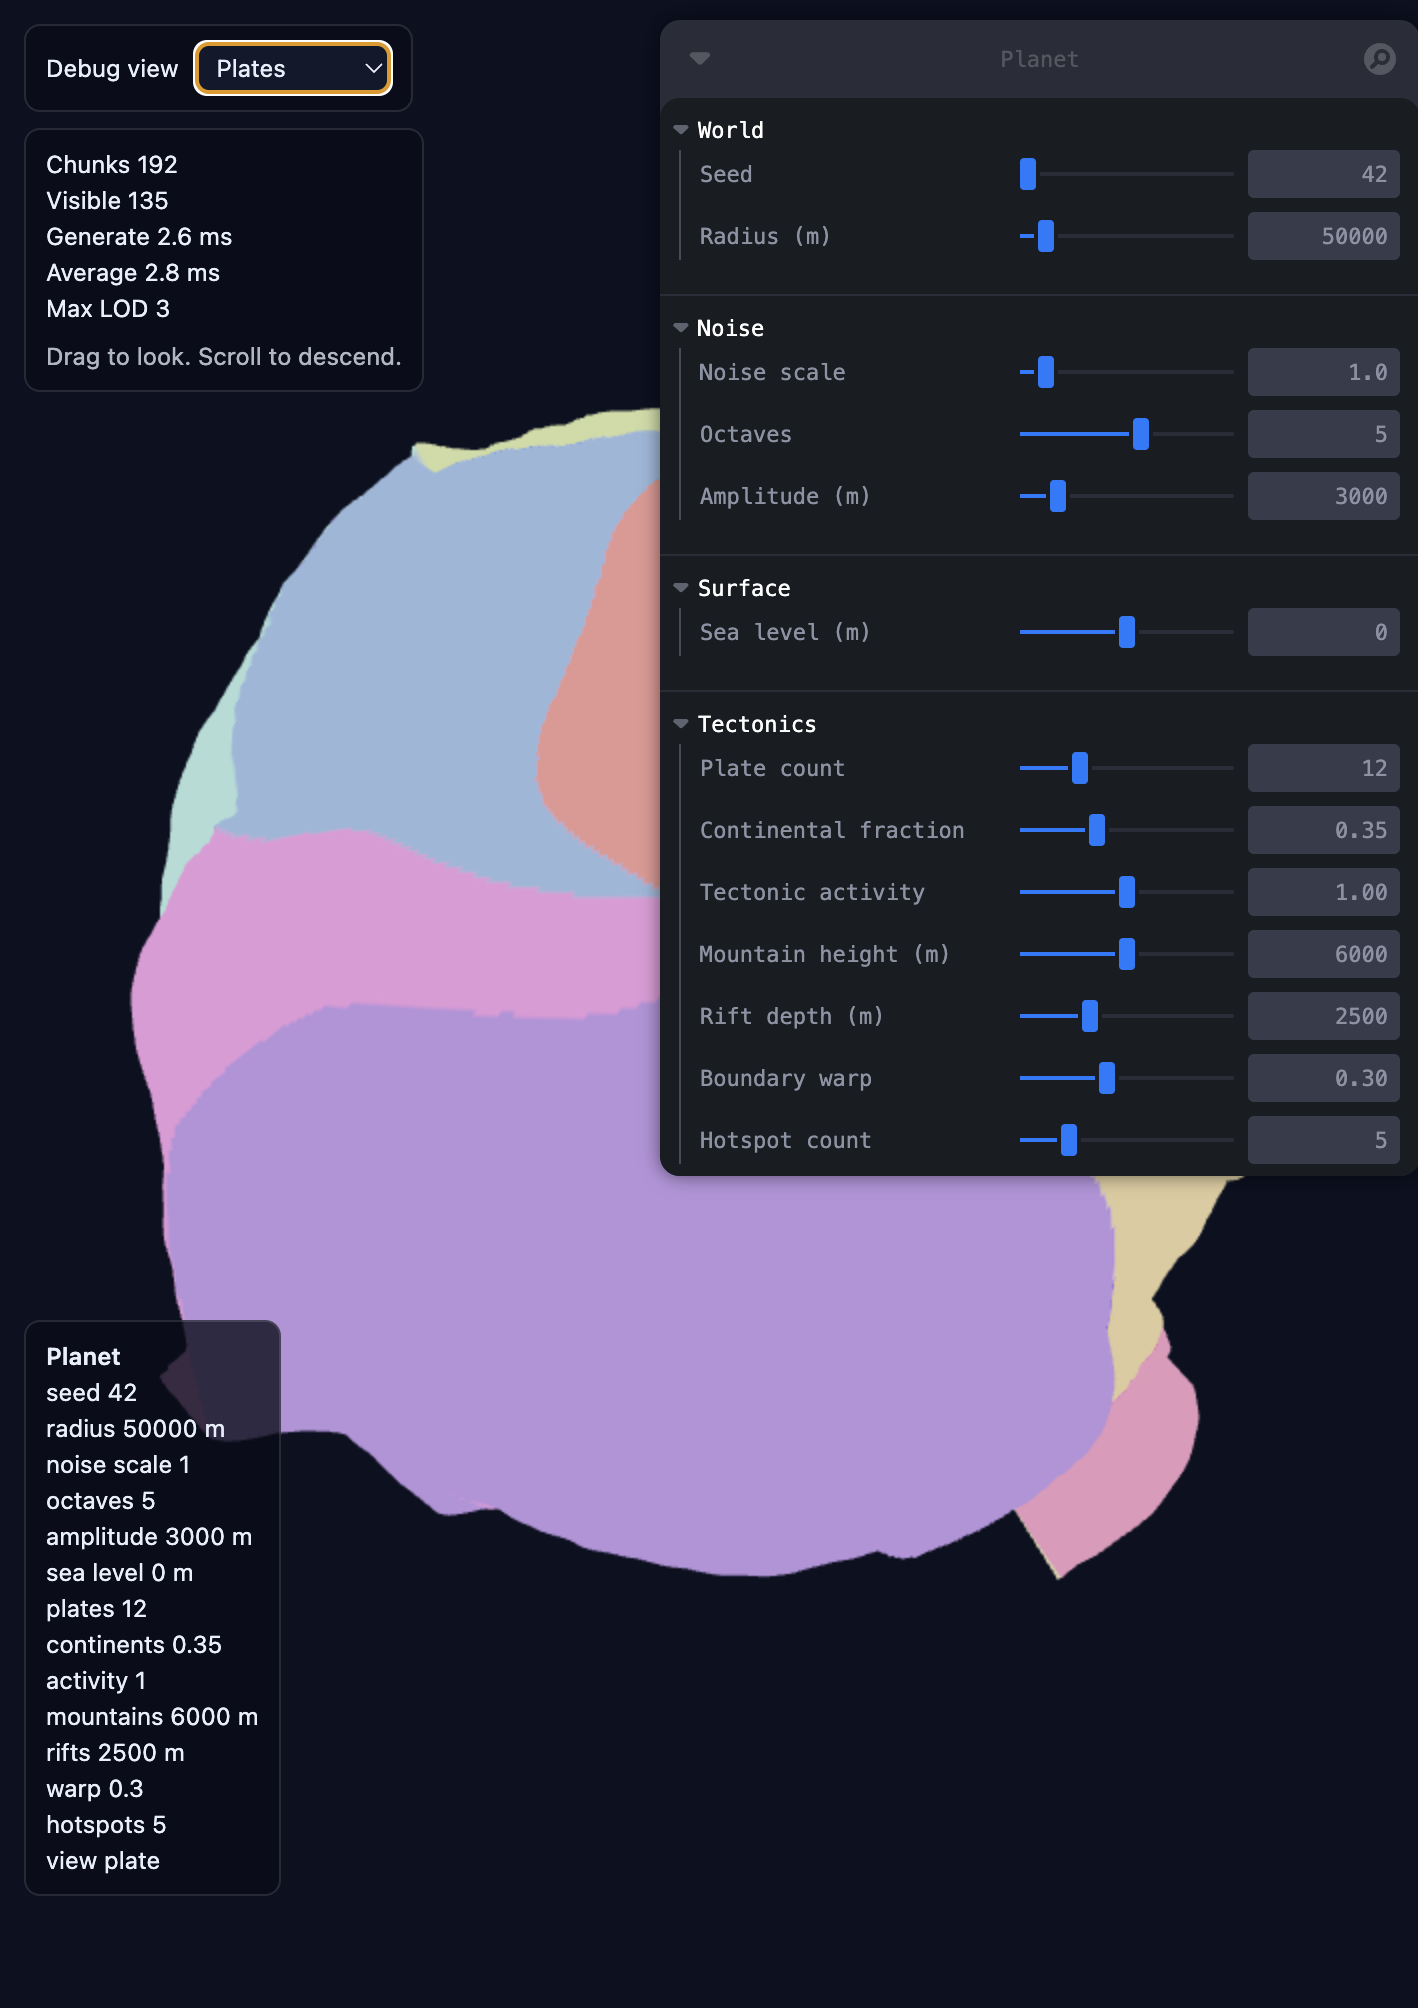 Debug view Plates
Chunks 192
Visible 135
Generate 2.6 ms
Average 2.8 ms
Max LOD 3
Drag to look. Scroll to descend.
Planet
World
Seed 42
Radius (m) 50000
Noise
Noise scale 1.0
Octaves 5
Amplitude (m) 3000
Surface
Sea level (m) 0
Tectonics
Plate count 12
Continental fraction 0.35
Tectonic activity 1.00
Mountain height (m) 6000
Rift depth (m) 2500
Boundary warp 0.30
Hotspot count 5
Planet
seed 42
radius 50000 m
noise scale 1
octaves 5
amplitude 3000 m
sea level 0 m
plates 12
continents 0.35
activity 1
mountains 6000 m
rifts 2500 m
warp 0.3
hotspots 5
view plate